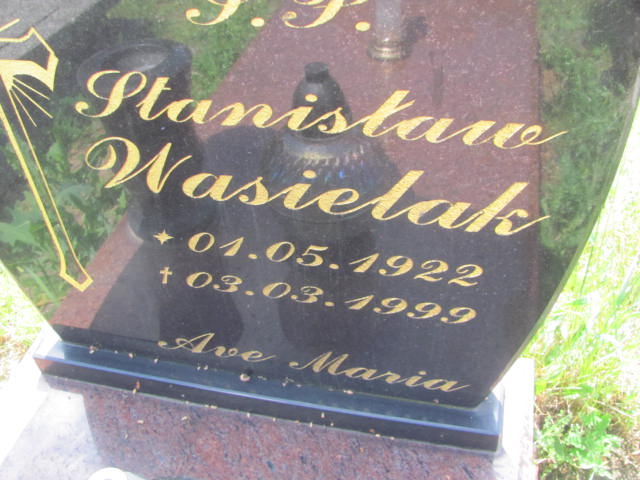 Ś.P.
Stanisław
Wasielak
✦ 01.05.1922
† 03.03.1999
Ave Maria